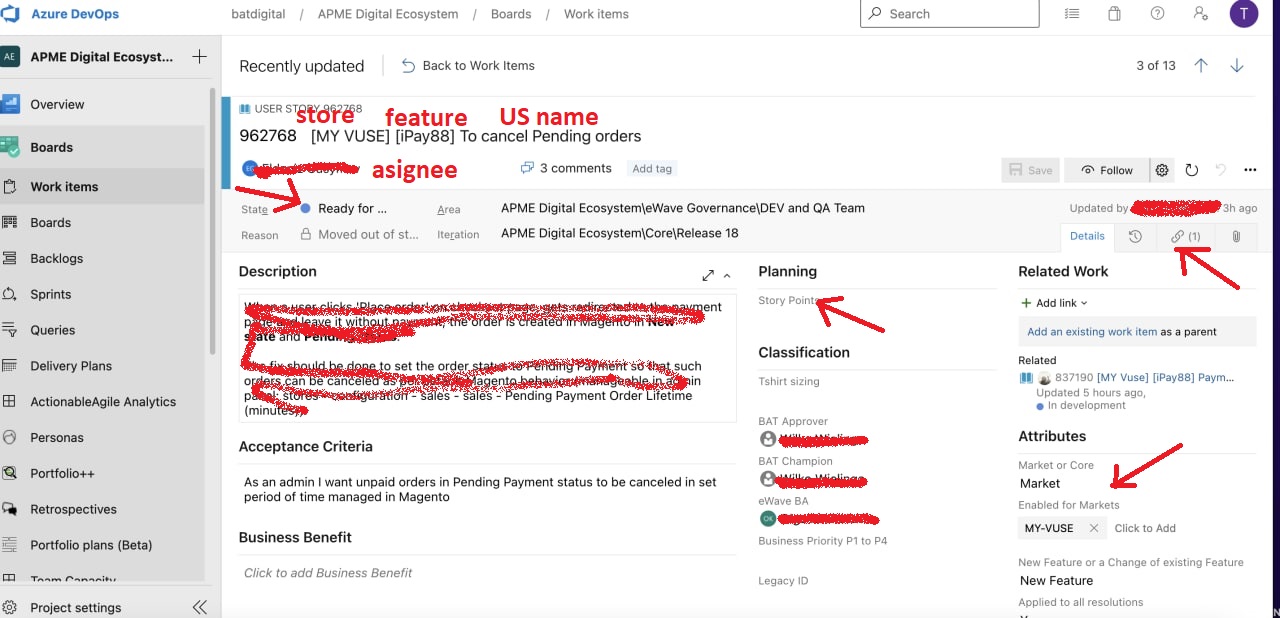 Azure DevOps
batdigital / APME Digital Ecosystem / Boards / Work items
Search
T
AE APME Digital Ecosyst...
Overview
Boards
Work items
Boards
Backlogs
Sprints
Queries
Delivery Plans
ActionableAgile Analytics
Personas
Portfolio++
Retrospectives
Portfolio plans (Beta)
Team Capacity
Project settings
Recently updated
Back to Work Items
3 of 13
USER STORY 962768
store feature US name
962768 [MY VUSE] [iPay88] To cancel Pending orders
asignee
3 comments
Add tag
Save
Follow
State
Ready for ...
Area
APME Digital Ecosystem\eWave Governance\DEV and QA Team
Updated by
3h ago
Reason
Moved out of st...
Iteration
APME Digital Ecosystem\Core\Release 18
Details
(1)
Description
When a user clicks 'Place order' on page, gets redirected to the payment
page and leave it without payment, the order is created in Magento in New
state and
fix should be done to set the order status to Pending Payment so that such
orders can be canceled as Magento behavior manageable in admin
panel: stores - configuration - sales - sales - Pending Payment Order Lifetime
(minutes)
Acceptance Criteria
As an admin I want unpaid orders in Pending Payment status to be canceled in set
period of time managed in Magento
Business Benefit
Click to add Business Benefit
Planning
Story Points
Classification
Tshirt sizing
BAT Approver
BAT Champion
eWave BA
OK
Business Priority P1 to P4
Legacy ID
Related Work
Add link
Add an existing work item as a parent
Related
837190 [MY Vuse] [iPay88] Paym...
Updated 5 hours ago,
In development
Attributes
Market or Core
Market
Enabled for Markets
MY-VUSE
Click to Add
New Feature or a Change of existing Feature
New Feature
Applied to all resolutions